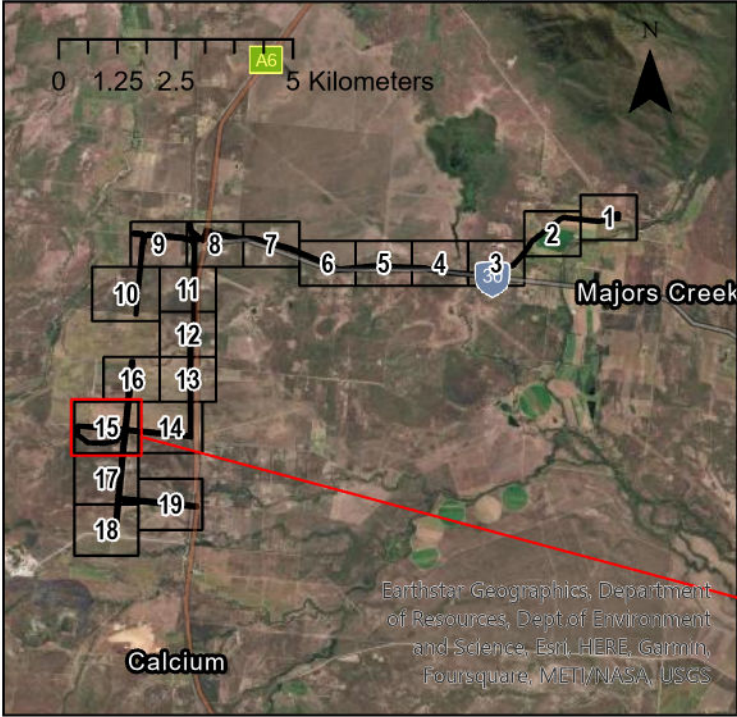 N
A6
0 1.25 2.5 5 Kilometers
1
2
9 8 7
6 5 4 3
30
10 11
Majors Creek
12
16 13
15 14
17
19
18
Earthstar Geographics, Department
of Resources, Dept.of Environment
and Science, Esri, HERE, Garmin,
Foursquare, METI/NASA, USGS
Calcium